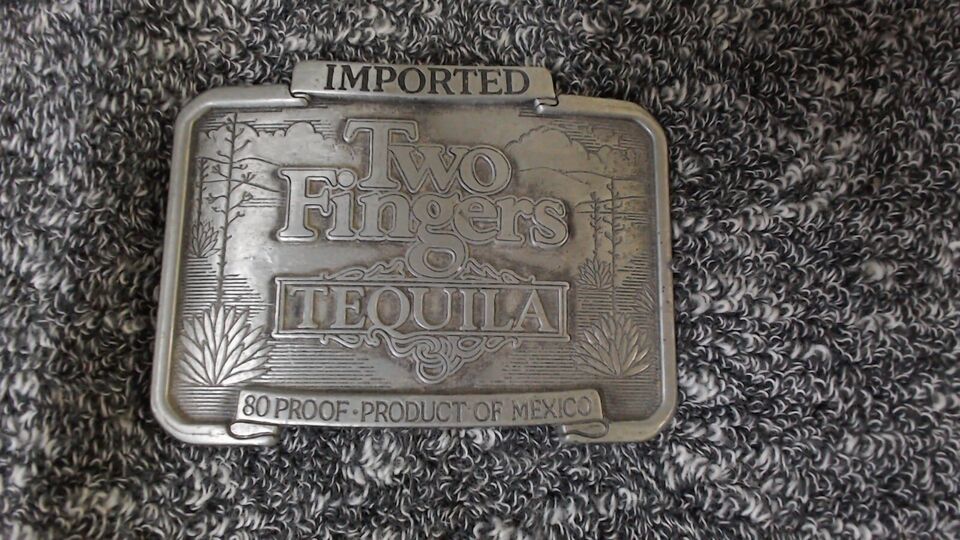 IMPORTED
Two
Fingers
TEQUILA
80 PROOF • PRODUCT OF MEXICO